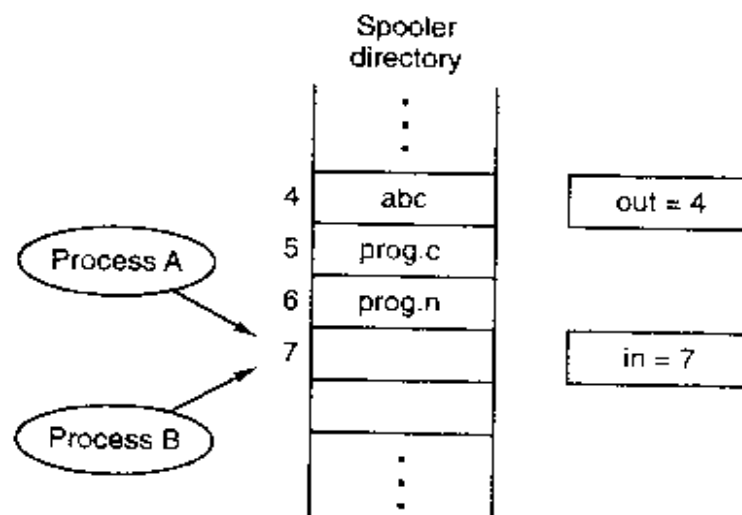 Spooler
directory
4 abc out = 4
Process A
5 prog.c
6 prog.n
7 in = 7
Process B